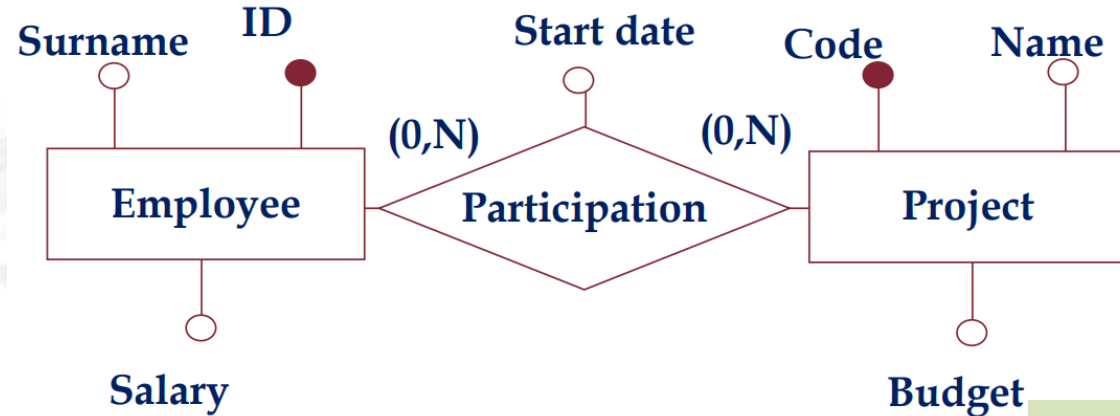 Surname
ID
Start date
Code
Name
(0,N)
(0,N)
Employee
Participation
Project
Salary
Budget